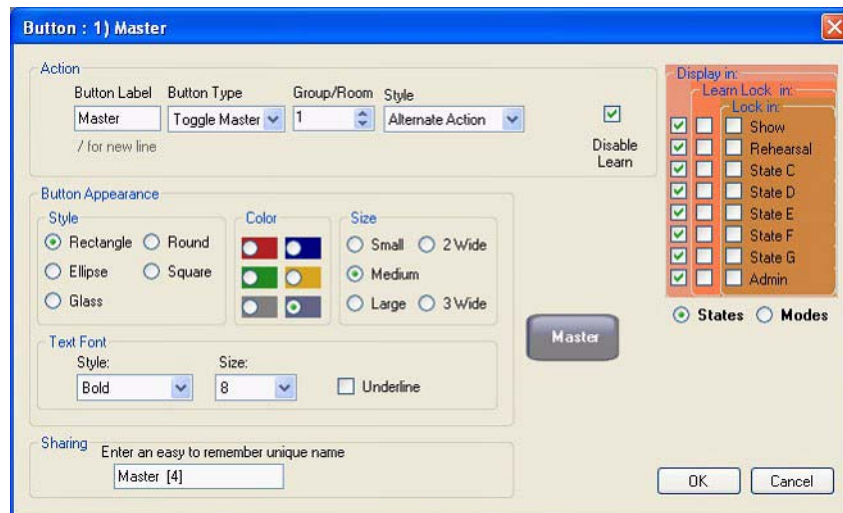 Button : 1) Master
Action
Button Label Button Type Group/Room Style
Master Toggle Master 1 Alternate Action
/ for new line
Disable
Learn
Display in:
Learn Lock in:
Lock in:
Show
Rehearsal
State C
State D
State E
State F
State G
Admin
States Modes
Button Appearance
Style
Rectangle Round
Ellipse Square
Glass
Color
Size
Small 2 Wide
Medium
Large 3 Wide
Master
Text Font
Style: Size:
Bold 8 Underline
Sharing
Enter an easy to remember unique name
Master [4]
OK Cancel